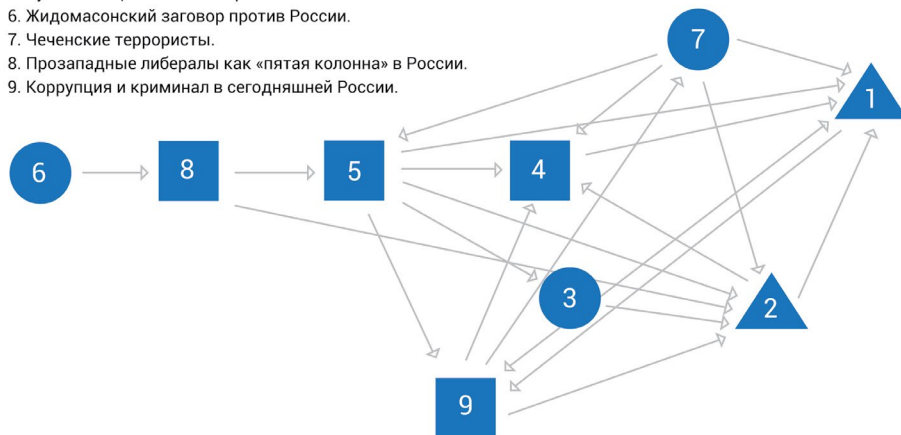 6. Жидомасонский заговор против России.
7. Чеченские террористы.
8. Прозападные либералы как «пятая колонна» в России.
9. Коррупция и криминал в сегодняшней России.
7
1
6
8
5
4
3
2
9